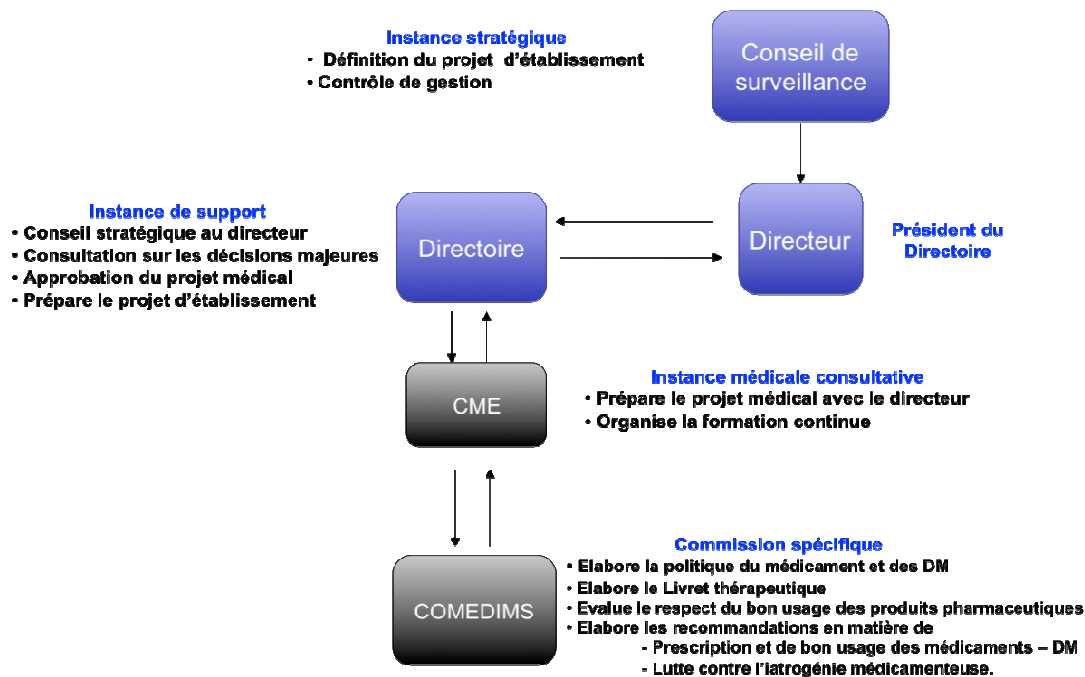 Instance stratégique
- Définition du projet d'établissement
• Contrôle de gestion
Conseil de
surveillance
Instance de support
• Conseil stratégique au directeur
• Consultation sur les décisions majeures
• Approbation du projet médical
• Prépare le projet d'établissement
Directoire
Directeur
Président du
Directoire
CME
Instance médicale consultative
• Prépare le projet médical avec le directeur
• Organise la formation continue
COMEDIMS
Commission spécifique
• Elabore la politique du médicament et des DM
• Elabore le Livret thérapeutique
• Evalue le respect du bon usage des produits pharmaceutiques
• Elabore les recommandations en matière de
- Prescription et de bon usage des médicaments – DM
- Lutte contre l'iatrogénie médicamenteuse.